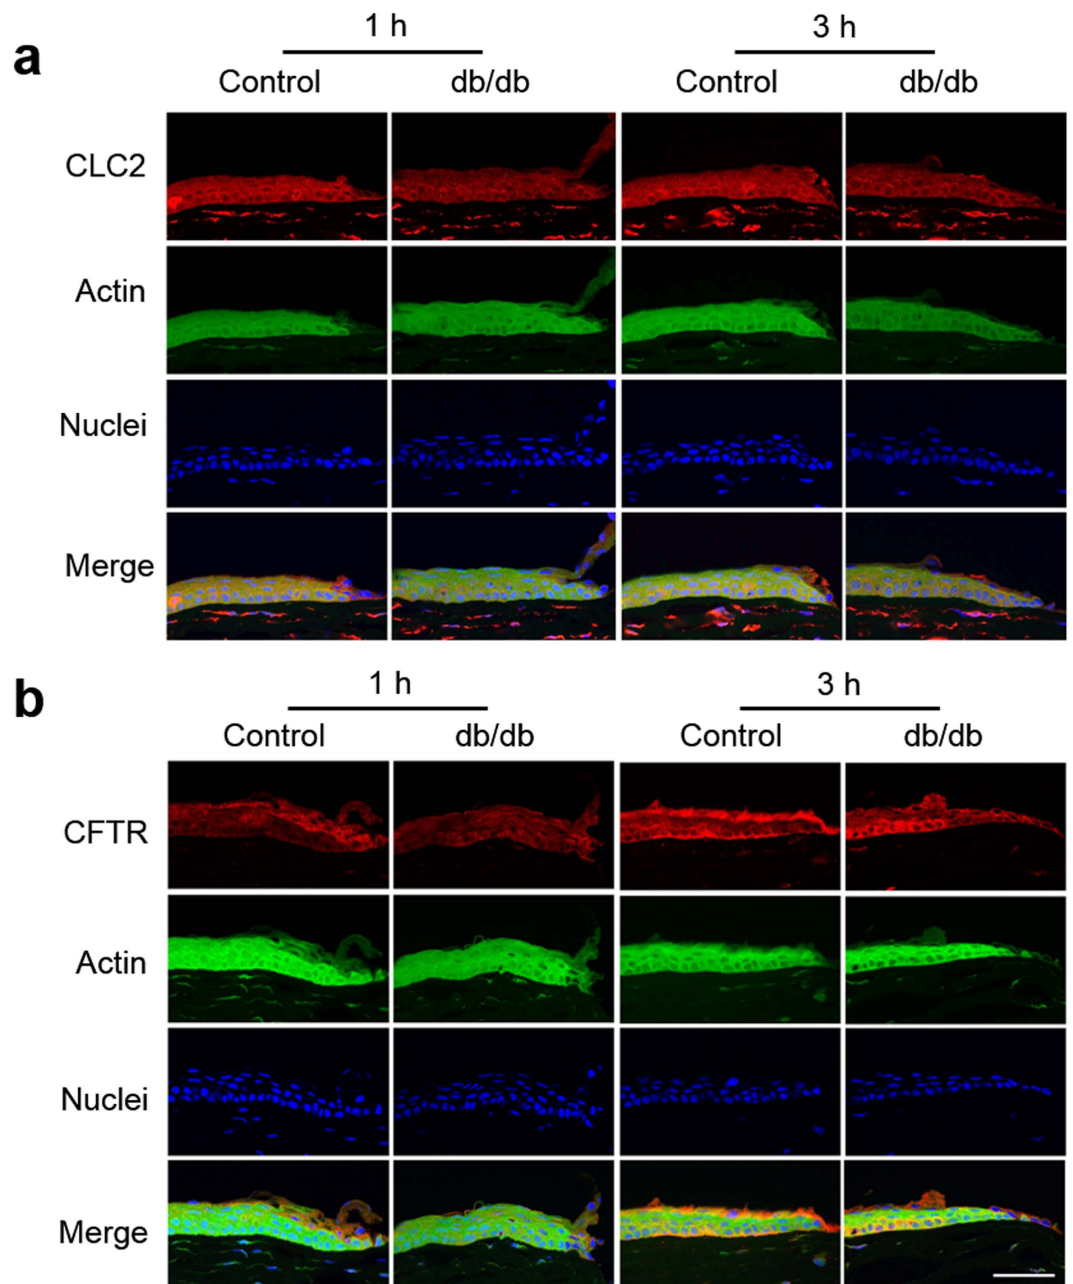 a
1 h 3 h
Control db/db Control db/db
CLC2
Actin
Nuclei
Merge
b
1 h 3 h
Control db/db Control db/db
CFTR
Actin
Nuclei
Merge